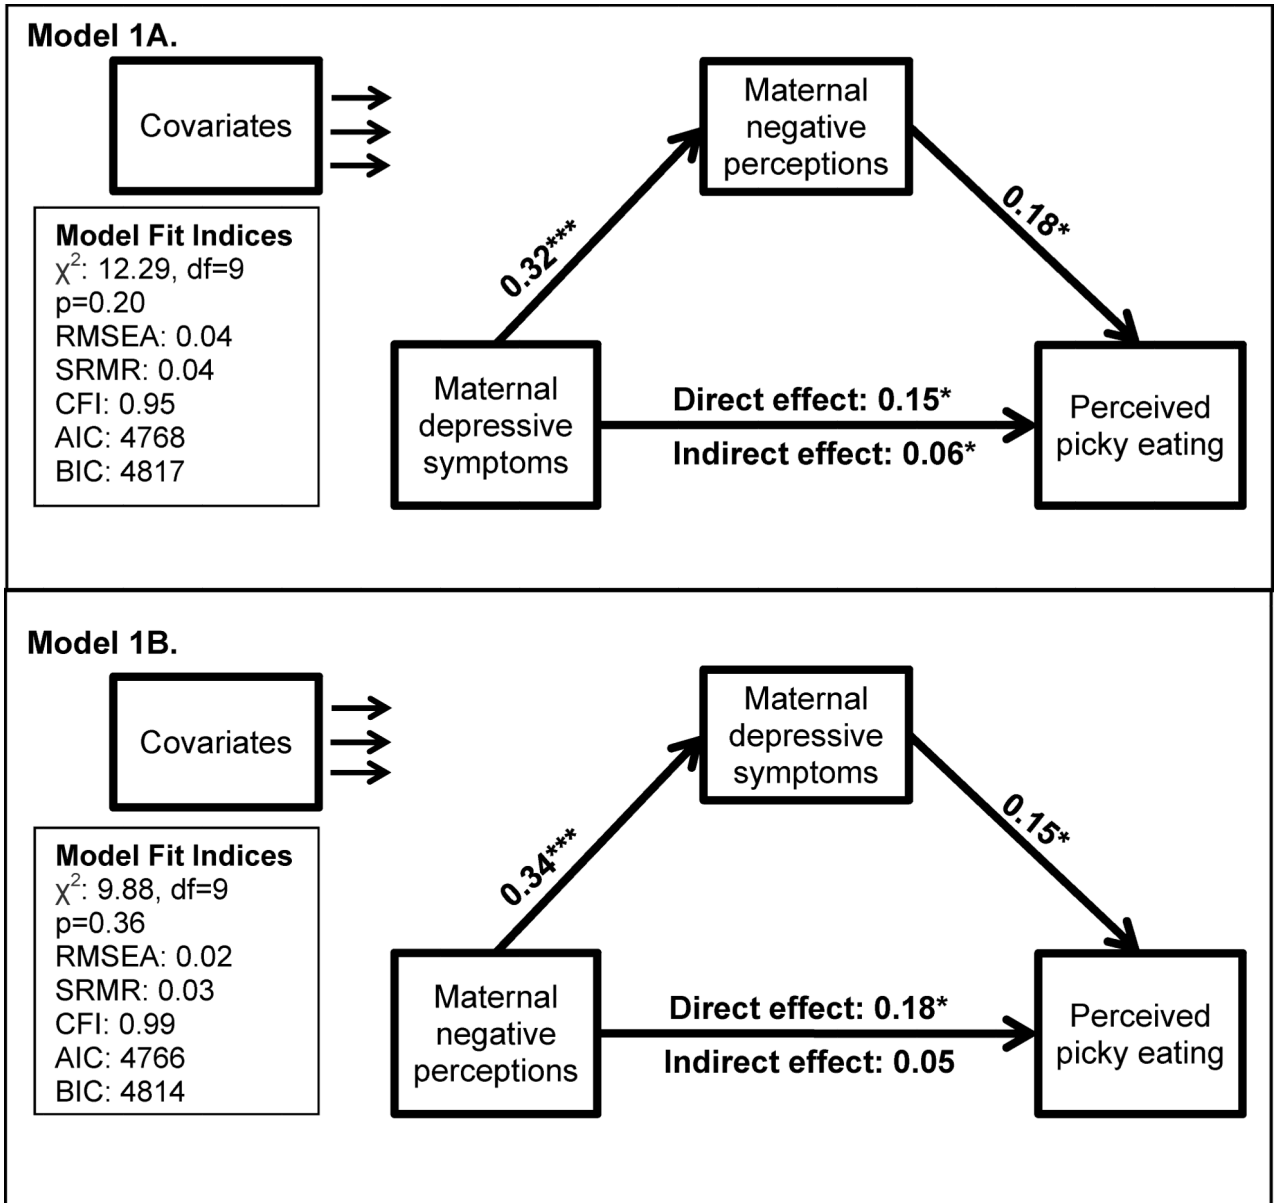 Model 1A.
Covariates
Model Fit Indices
χ²: 12.29, df=9
p=0.20
RMSEA: 0.04
SRMR: 0.04
CFI: 0.95
AIC: 4768
BIC: 4817
Maternal
negative
perceptions
0.32***
0.18*
Maternal
depressive
symptoms
Direct effect: 0.15*
Indirect effect: 0.06*
Perceived
picky eating
Model 1B.
Covariates
Model Fit Indices
χ²: 9.88, df=9
p=0.36
RMSEA: 0.02
SRMR: 0.03
CFI: 0.99
AIC: 4766
BIC: 4814
Maternal
depressive
symptoms
0.34***
0.15*
Maternal
negative
perceptions
Direct effect: 0.18*
Indirect effect: 0.05
Perceived
picky eating